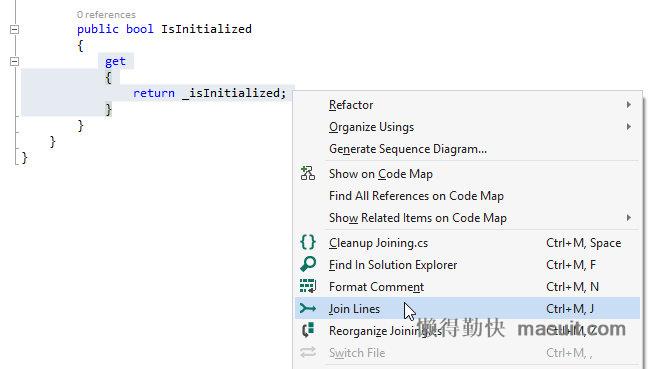 0 references
public bool IsInitialized
{
get
{
return _isInitialized;
}
}
}
}
Refactor
Organize Usings
Generate Sequence Diagram...
Show on Code Map
Find All References on Code Map
Show Related Items on Code Map
Cleanup Joining.cs Ctrl+M, Space
Find In Solution Explorer Ctrl+M, F
Format Comment Ctrl+M, N
Join Lines Ctrl+M, J
Reorganize Joining.cs Ctrl+M, Z
懒得勤快 masuit.com
Switch File Ctrl+M, ,